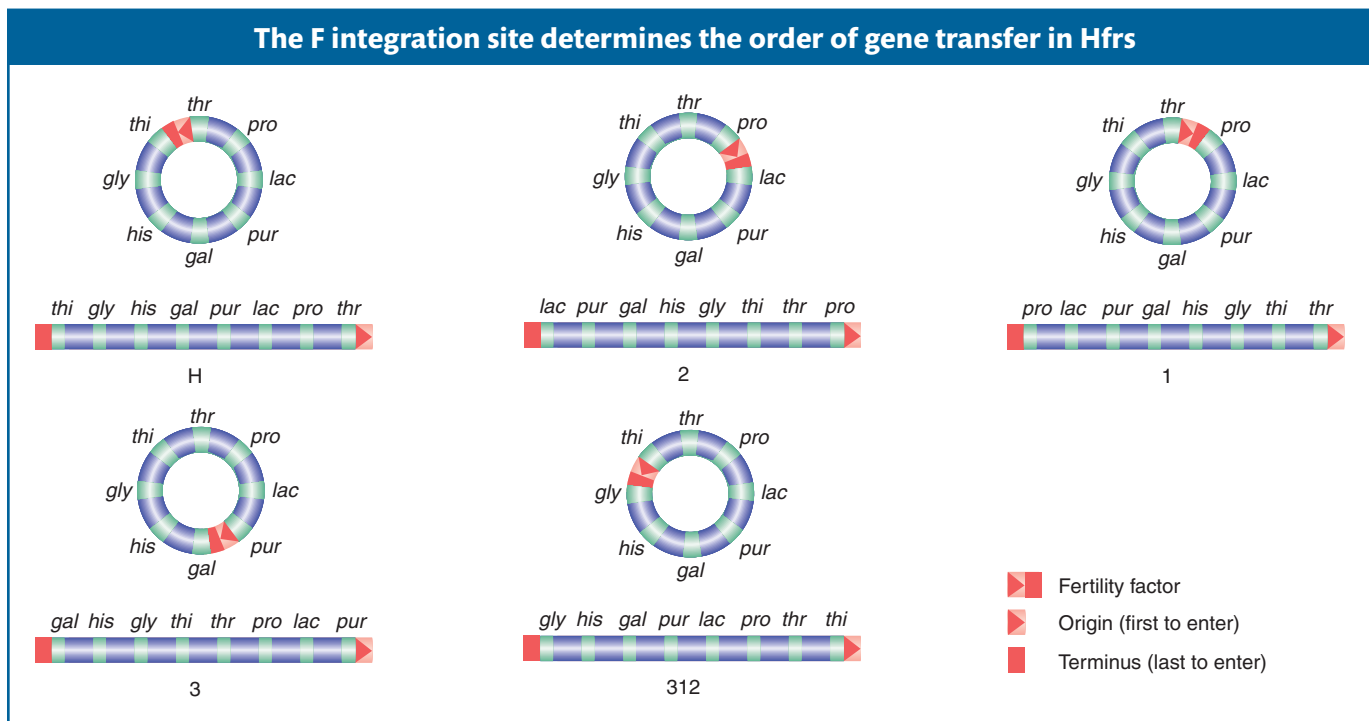 The F integration site determines the order of gene transfer in Hfrs
thr
thi pro
gly lac
his pur
gal
thi gly his gal pur lac pro thr
H
thr
thi pro
gly lac
his pur
gal
lac pur gal his gly thi thr pro
2
thr
thi pro
gly lac
his pur
gal
pro lac pur gal his gly thi thr
1
thr
thi pro
gly lac
his pur
gal
gal his gly thi thr pro lac pur
3
thr
thi pro
gly lac
his pur
gal
gly his gal pur lac pro thr thi
312
Fertility factor
Origin (first to enter)
Terminus (last to enter)